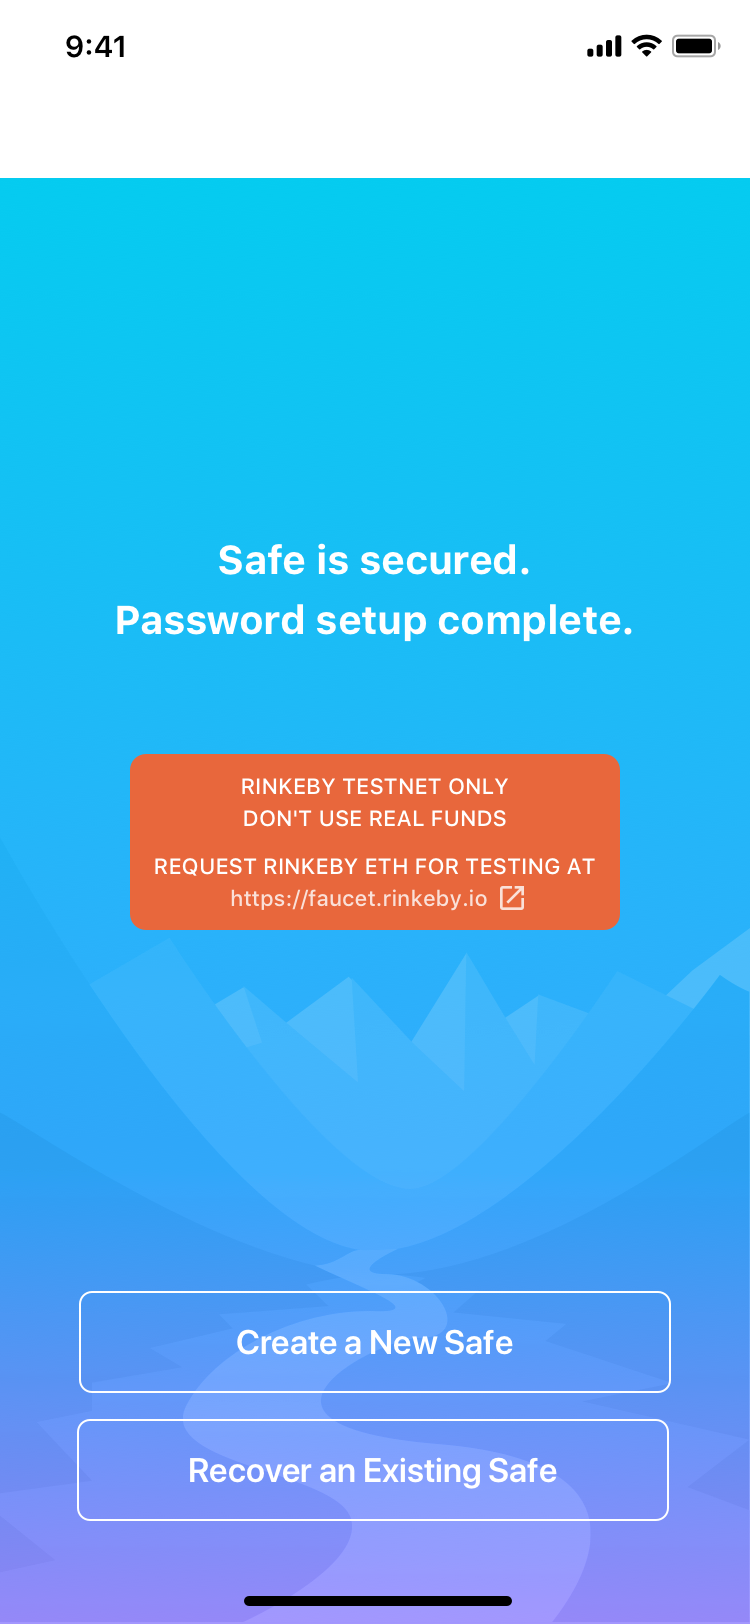 9:41
Safe is secured.
Password setup complete.
RINKEBY TESTNET ONLY
DON'T USE REAL FUNDS
REQUEST RINKEBY ETH FOR TESTING AT
https://faucet.rinkeby.io
Create a New Safe
Recover an Existing Safe